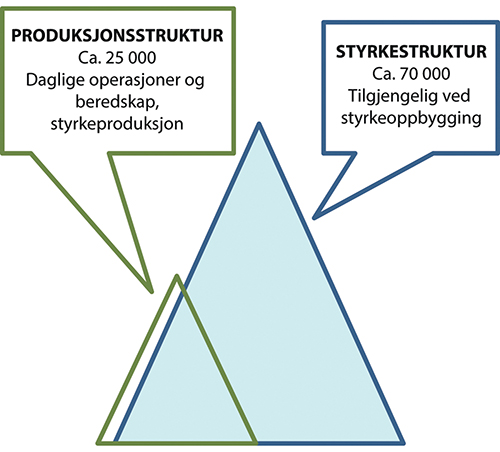 PRODUKSJONSSTRUKTUR
Ca. 25 000
Daglige operasjoner og
beredskap,
styrkeproduksjon
STYRKESTRUKTUR
Ca. 70 000
Tilgjengelig ved
styrkeoppbygging